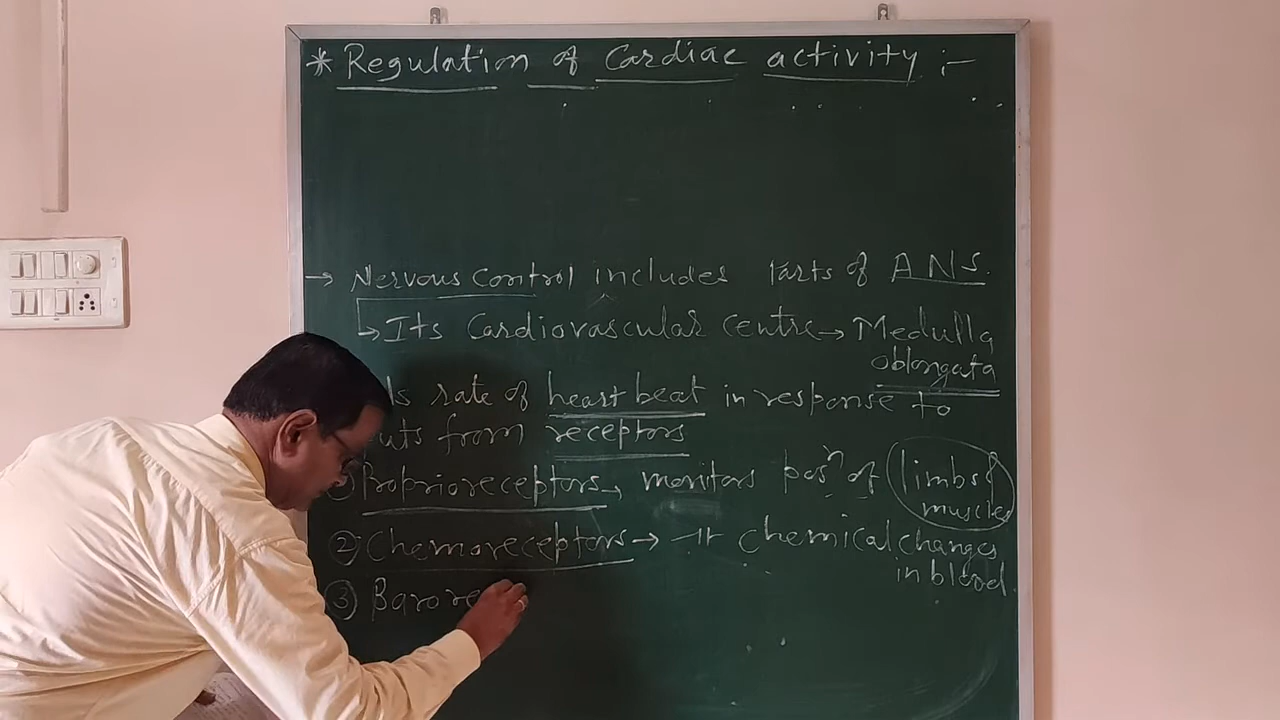 * Regulation of Cardiac activity :-
→ Nervous Control includes Parts of A N S.
↳ Its Cardiovascular centre → Medulla
oblongata
rate of heart beat in response to
from receptors
Proprioreceptors → monitors posn of limbs &
muscles
② Chemoreceptors → -11- chemical changes
in blood
③ Barore